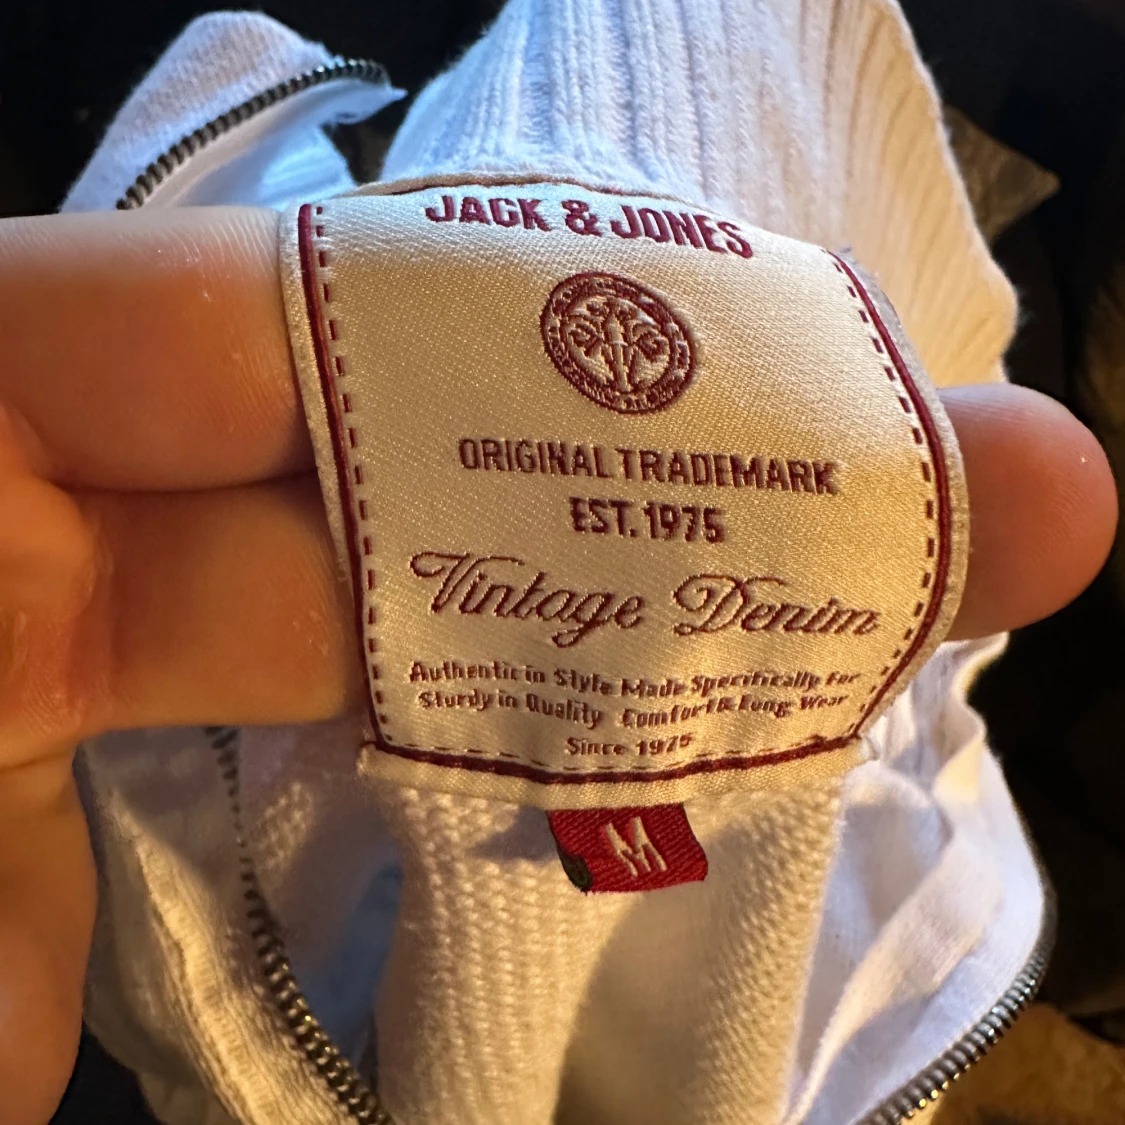 JACK & JONES
ORIGINAL TRADEMARK
EST. 1975
Vintage Denim
Authentic in Style Made Specifically For
Sturdy in Quality Comfort & Long Wear
Since 1975
M